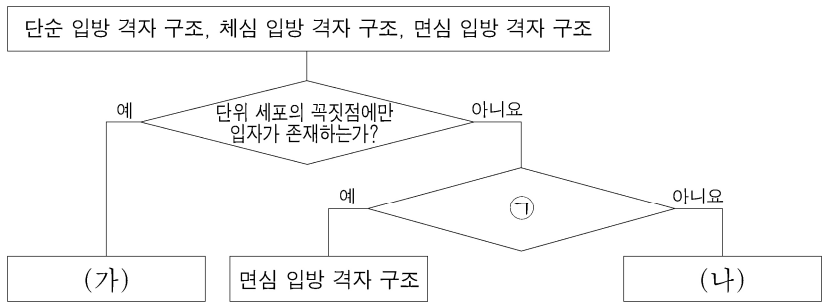 단순 입방 격자 구조, 체심 입방 격자 구조, 면심 입방 격자 구조
예
단위 세포의 꼭짓점에만
입자가 존재하는가?
아니요
예
㉠
아니요
(가)
면심 입방 격자 구조
(나)